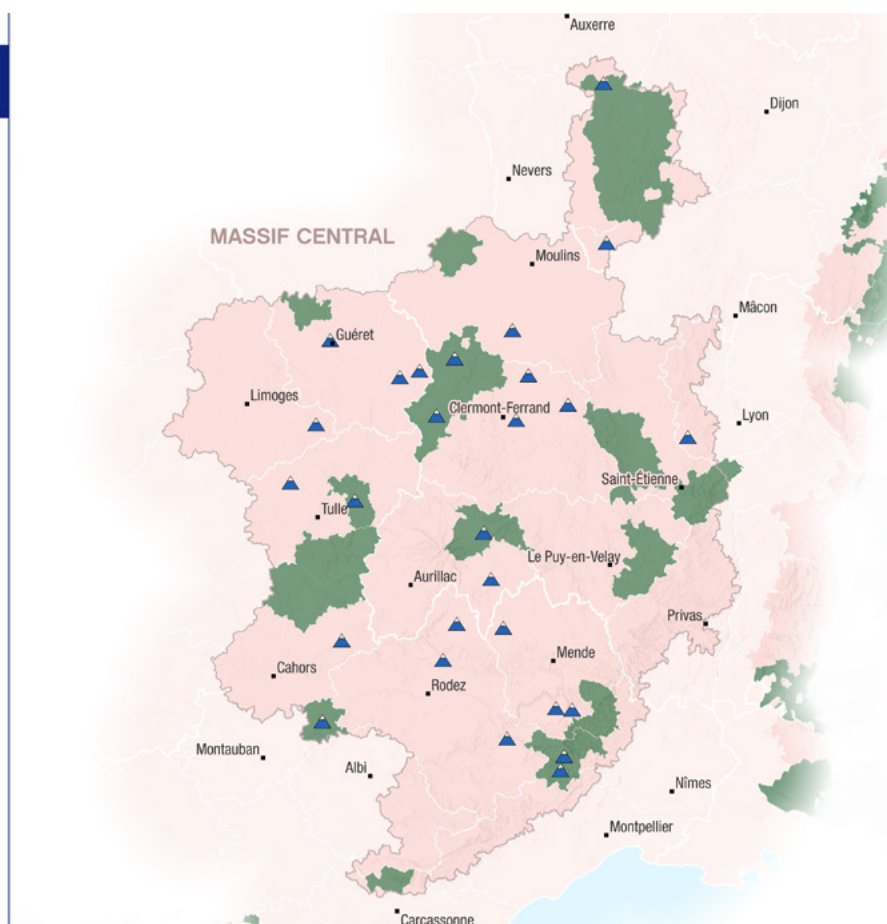 Auxerre
Dijon
Nevers
MASSIF CENTRAL
Moulins
Mâcon
Guéret
Limoges
Clermont-Ferrand
Lyon
Saint-Étienne
Tulle
Le Puy-en-Velay
Aurillac
Privas
Mende
Cahors
Rodez
Montauban
Albi
Nîmes
Montpellier
Carcassonne